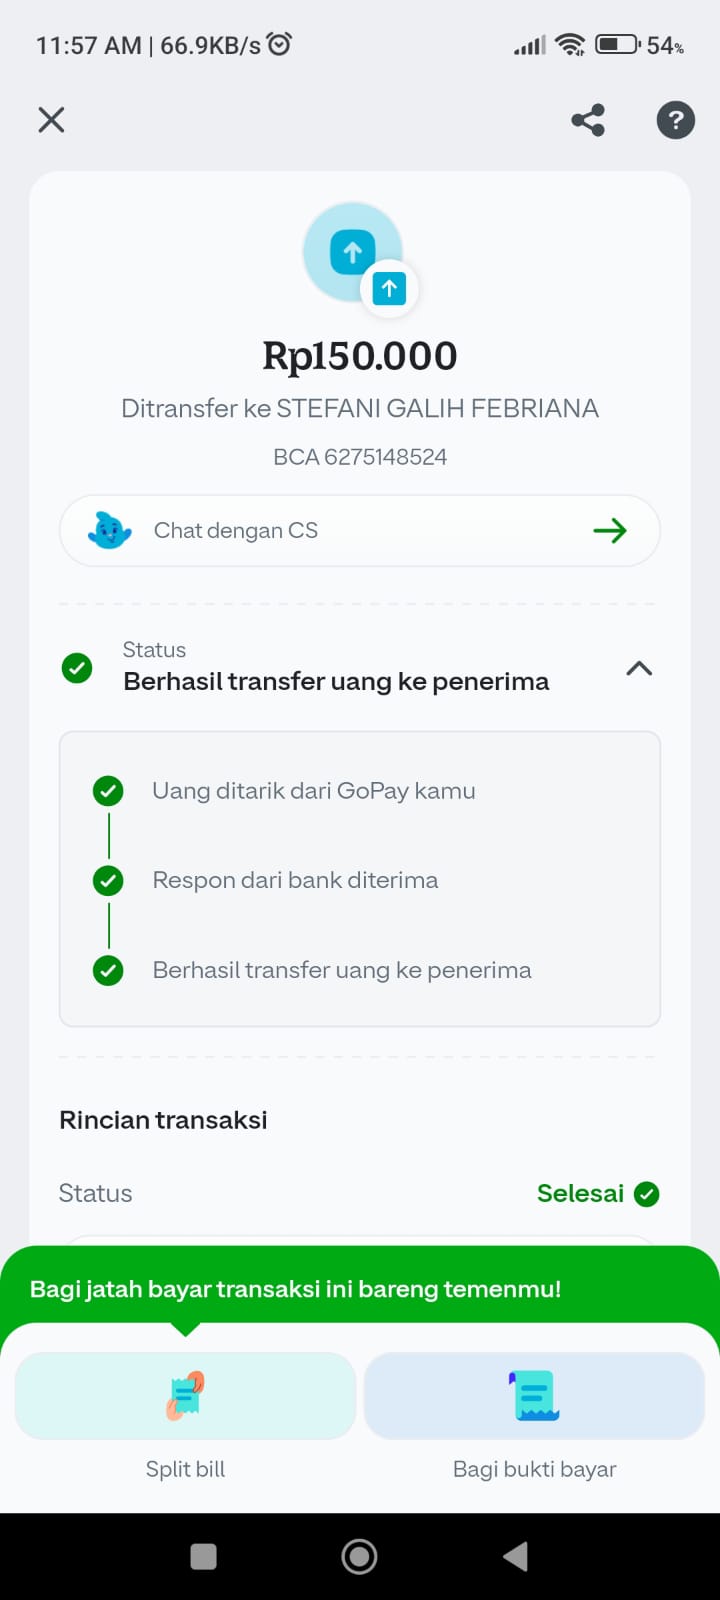 11:57 AM | 66.9KB/s
54%
?
Rp150.000
Ditransfer ke STEFANI GALIH FEBRIANA
BCA 6275148524
Chat dengan CS
Status
Berhasil transfer uang ke penerima
Uang ditarik dari GoPay kamu
Respon dari bank diterima
Berhasil transfer uang ke penerima
Rincian transaksi
Status
Selesai
Bagi jatah bayar transaksi ini bareng temenmu!
Split bill
Bagi bukti bayar